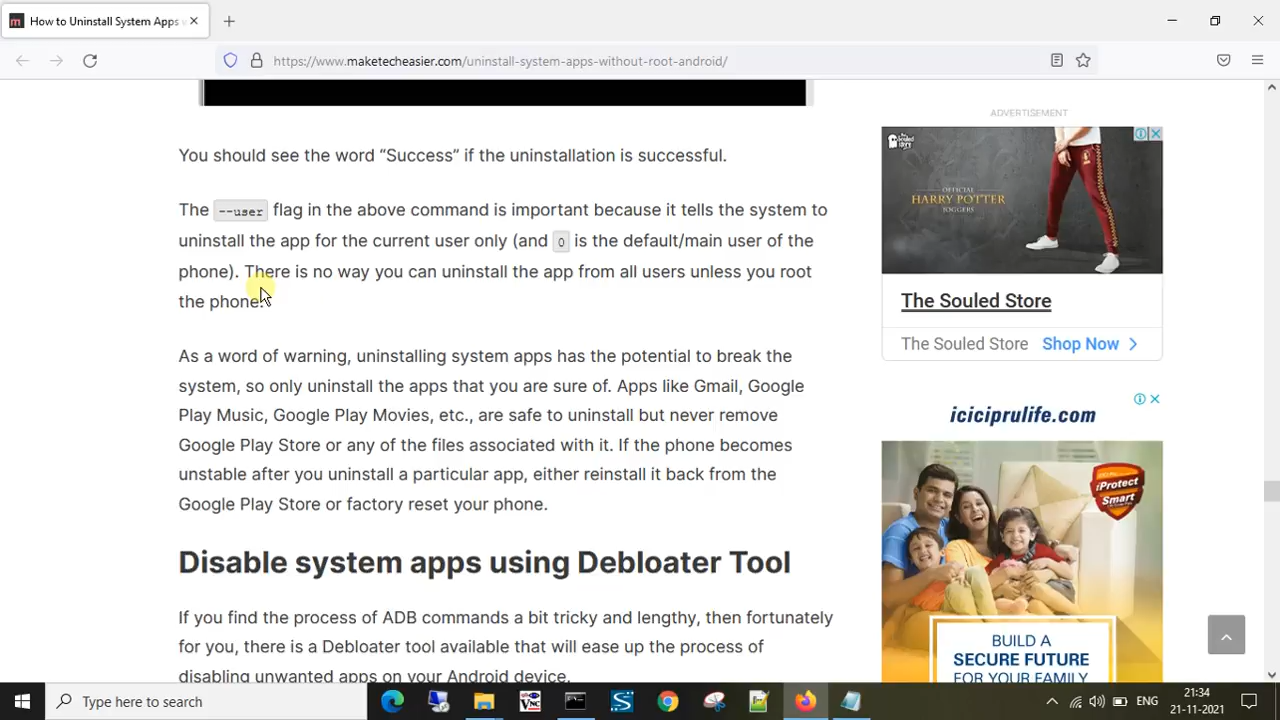 How to Uninstall System Apps
https://www.maketecheasier.com/uninstall-system-apps-without-root-android/
ADVERTISEMENT
You should see the word “Success” if the uninstallation is successful.
The --user flag in the above command is important because it tells the system to
uninstall the app for the current user only (and 0 is the default/main user of the
phone). There is no way you can uninstall the app from all users unless you root
the phone.
As a word of warning, uninstalling system apps has the potential to break the
system, so only uninstall the apps that you are sure of. Apps like Gmail, Google
Play Music, Google Play Movies, etc., are safe to uninstall but never remove
Google Play Store or any of the files associated with it. If the phone becomes
unstable after you uninstall a particular app, either reinstall it back from the
Google Play Store or factory reset your phone.
Disable system apps using Debloater Tool
If you find the process of ADB commands a bit tricky and lengthy, then fortunately
for you, there is a Debloater tool available that will ease up the process of
disabling unwanted apps on your Android device.
OFFICIAL
HARRY POTTER
JOGGERS
The Souled Store
The Souled Store Shop Now
iciciprulife.com
iProtect
Smart
BUILD A
SECURE FUTURE
FOR YOUR FAMILY
Type here to search
VNC
ENG
21:34
21-11-2021